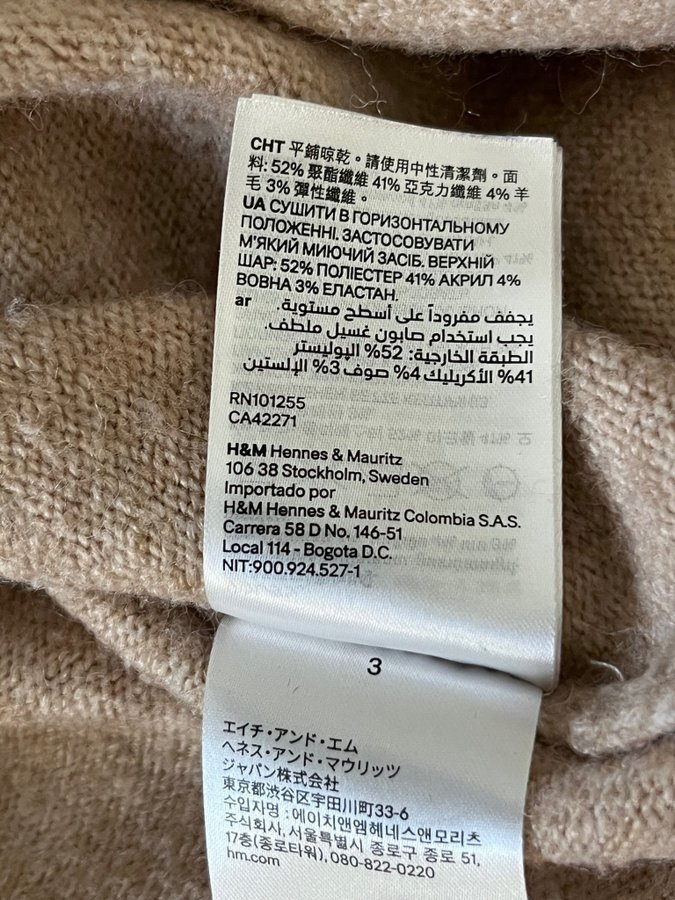 CHT 平鋪晾乾。請使用中性清潔劑。面
料: 52% 聚酯纖維 41% 亞克力纖維 4% 羊
毛 3% 彈性纖維。
UA СУШИТИ В ГОРИЗОНТАЛЬНОМУ
ПОЛОЖЕННІ. ЗАСТОСОВУВАТИ
М'ЯКИЙ МИЮЧИЙ ЗАСІБ. ВЕРХНІЙ
ШАР: 52% ПОЛІЕСТЕР 41% АКРИЛ 4%
ВОВНА 3% ЕЛАСТАН.
ar يجفف مفروداً على أسطح مستوية.
يجب استخدام صابون غسيل ملطف.
الطبقة الخارجية: 52% البوليستر
41% الأكريليك 4% صوف 3% الإلستين
RN101255
CA42271
H&M Hennes & Mauritz
106 38 Stockholm, Sweden
Importado por
H&M Hennes & Mauritz Colombia S.A.S.
Carrera 58 D No. 146-51
Local 114 - Bogota D.C.
NIT:900.924.527-1
3
エイチ・アンド・エム
ヘネス・アンド・マウリッツ
ジャパン株式会社
東京都渋谷区宇田川町33-6
수입자명 : 에이치앤엠헤네스앤모리츠
주식회사, 서울특별시 종로구 종로 51,
17층(종로타워), 080-822-0220
hm.com